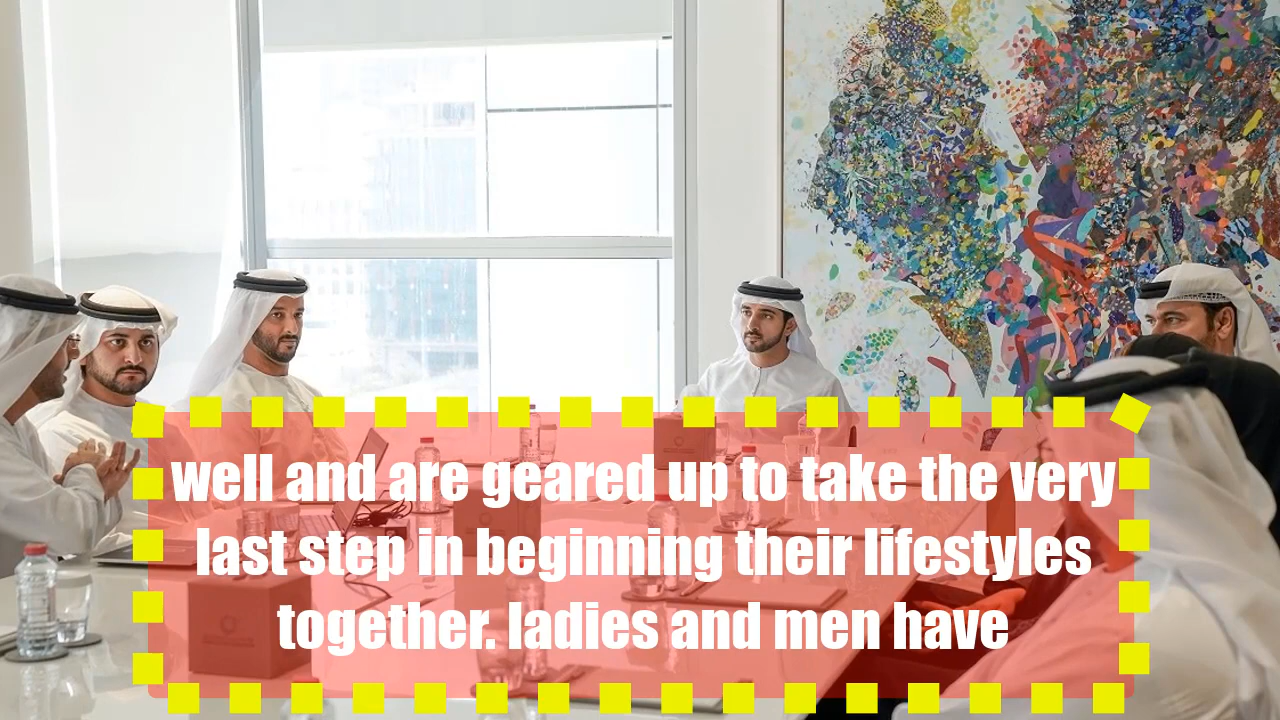 well and are geared up to take the very
last step in beginning their lifestyles
together. ladies and men have